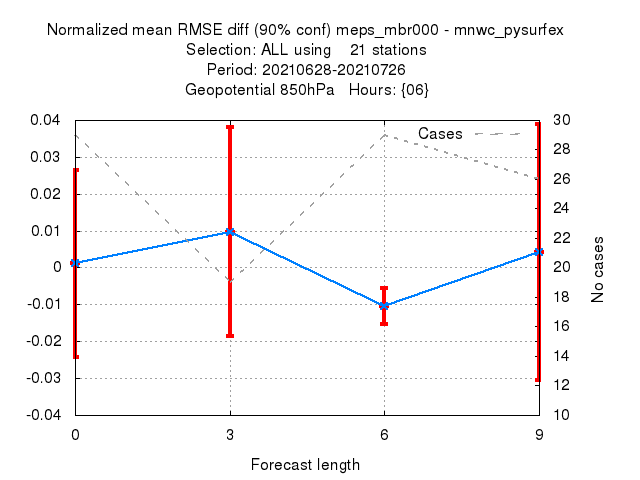 Normalized mean RMSE diff (90% conf) meps_mbr000 - mnwc_pysurfex
Selection: ALL using    21 stations
Period: 20210628-20210726
Geopotential 850hPa   Hours: {06}
Cases
0.04
0.03
0.02
0.01
0
-0.01
-0.02
-0.03
-0.04
30
28
26
24
22
20
18
16
14
12
10
No cases
0 3 6 9
Forecast length